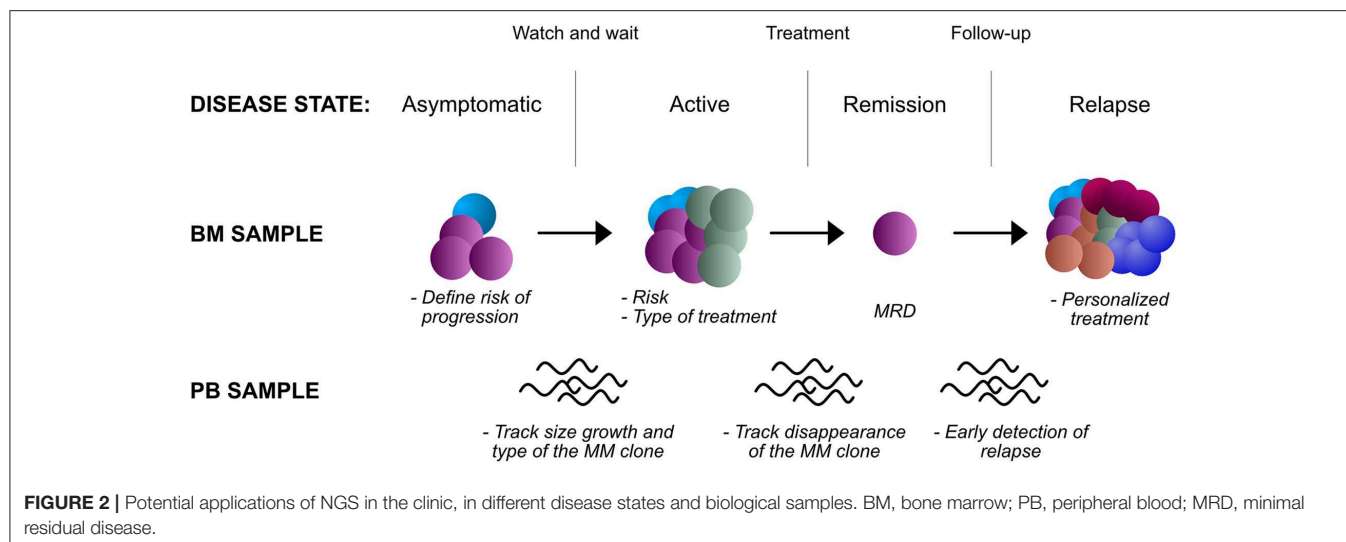 Watch and wait Treatment Follow-up
DISEASE STATE: Asymptomatic Active Remission Relapse
BM SAMPLE
- Define risk of
progression
- Risk
- Type of treatment
MRD
- Personalized
treatment
PB SAMPLE
- Track size growth and
type of the MM clone
- Track disappearance
of the MM clone
- Early detection of
relapse
FIGURE 2 | Potential applications of NGS in the clinic, in different disease states and biological samples. BM, bone marrow; PB, peripheral blood; MRD, minimal
residual disease.